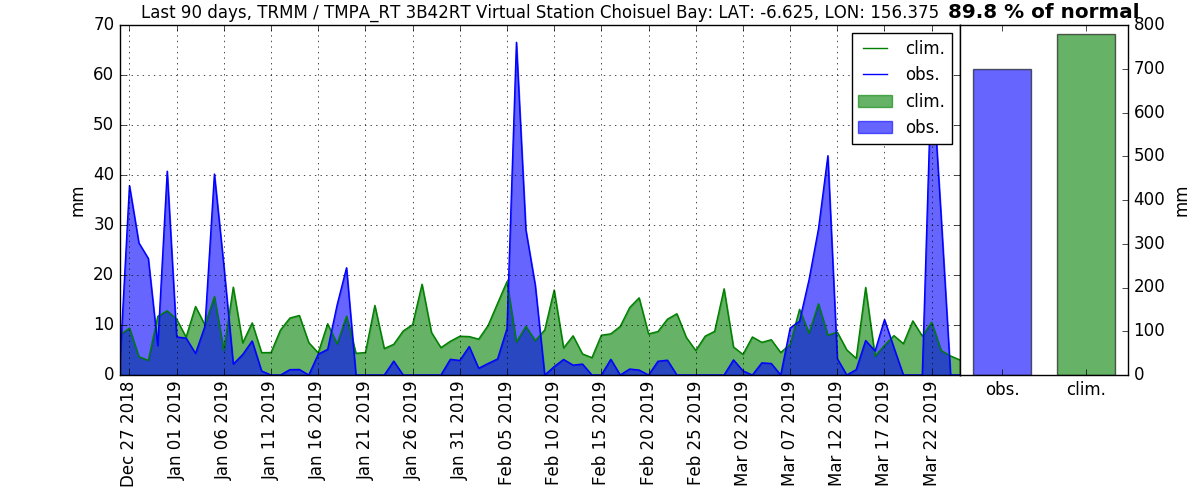 Last 90 days, TRMM / TMPA_RT 3B42RT Virtual Station Choisuel Bay: LAT: -6.625, LON: 156.375 89.8 % of normal
70
60
50
40
30
20
10
0
mm
clim.
obs.
clim.
obs.
800
700
600
500
400
300
200
100
0
mm
obs. clim.
Dec 27 2018
Jan 01 2019
Jan 06 2019
Jan 11 2019
Jan 16 2019
Jan 21 2019
Jan 26 2019
Jan 31 2019
Feb 05 2019
Feb 10 2019
Feb 15 2019
Feb 20 2019
Feb 25 2019
Mar 02 2019
Mar 07 2019
Mar 12 2019
Mar 17 2019
Mar 22 2019